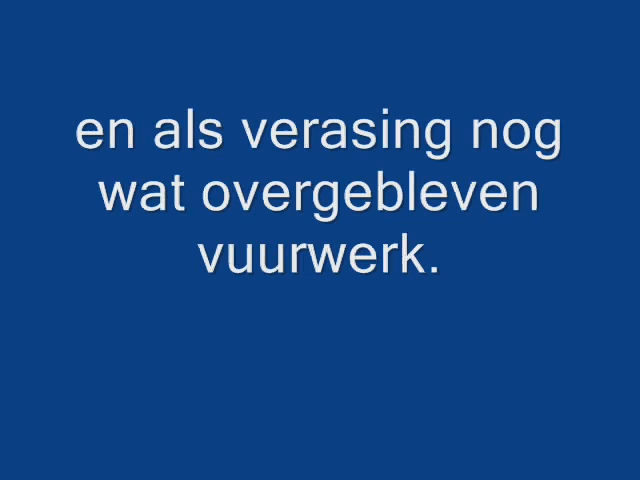 en als verasing nog
wat overgebleven
vuurwerk.